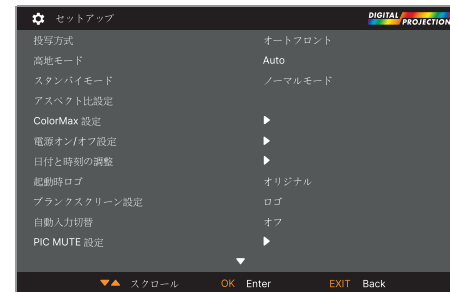 セットアップ
DIGITAL PROJECTION
投写方式 オートフロント
高地モード Auto
スタンバイモード ノーマルモード
アスペクト比設定
ColorMax 設定
電源オン/オフ設定
日付と時刻の調整
起動時ロゴ オリジナル
ブランクスクリーン設定 ロゴ
自動入力切替 オフ
PIC MUTE 設定
スクロール OK Enter EXIT Back